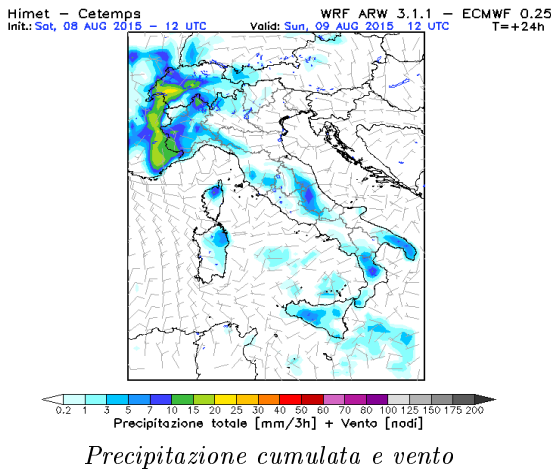 Himet – Cetemps WRF ARW 3.1.1 – ECMWF 0.25
Init.: Sat, 08 AUG 2015 – 12 UTC Valid: Sun, 09 AUG 2015 12 UTC T=+24h
0.2 1 3 5 7 10 15 20 25 30 40 50 60 70 80 100 125 150 175 200
Precipitazione totale [mm/3h] + Vento [nodi]
Precipitazione cumulata e vento